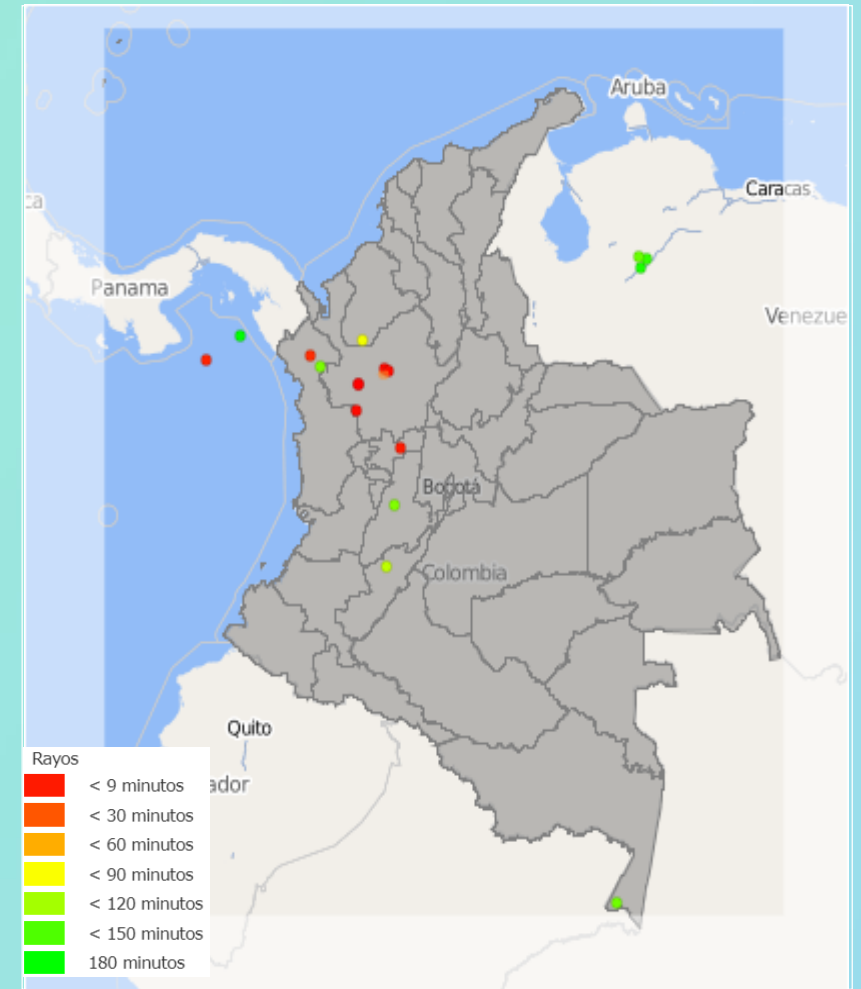 Aruba
Caracas
ca
Panama
Venezue
Bogotá
Colombia
Quito
ador
Rayos
< 9 minutos
< 30 minutos
< 60 minutos
< 90 minutos
< 120 minutos
< 150 minutos
180 minutos